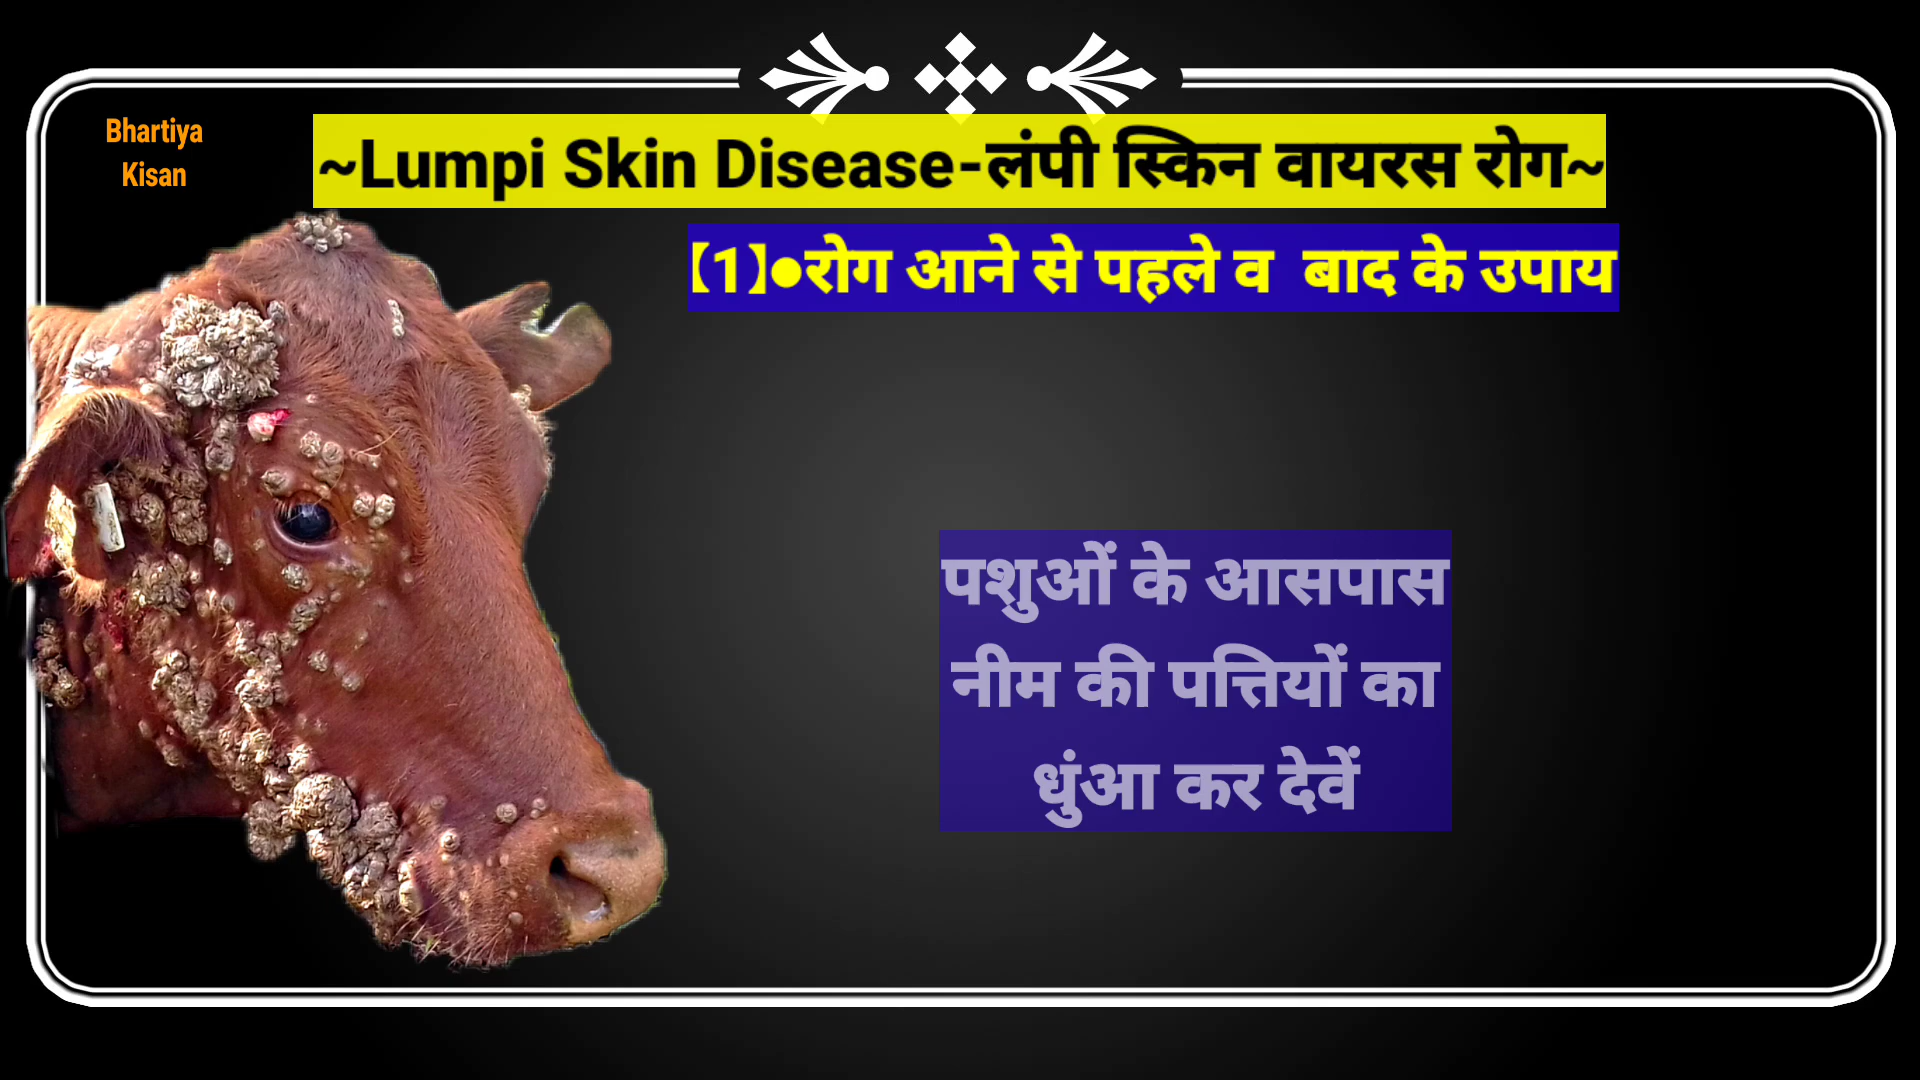 Bhartiya
Kisan
~Lumpi Skin Disease-लंपी स्किन वायरस रोग~
【1】●रोग आने से पहले व  बाद के उपाय
पशुओं के आसपास
नीम की पत्तियों का
धुंआ कर देवें